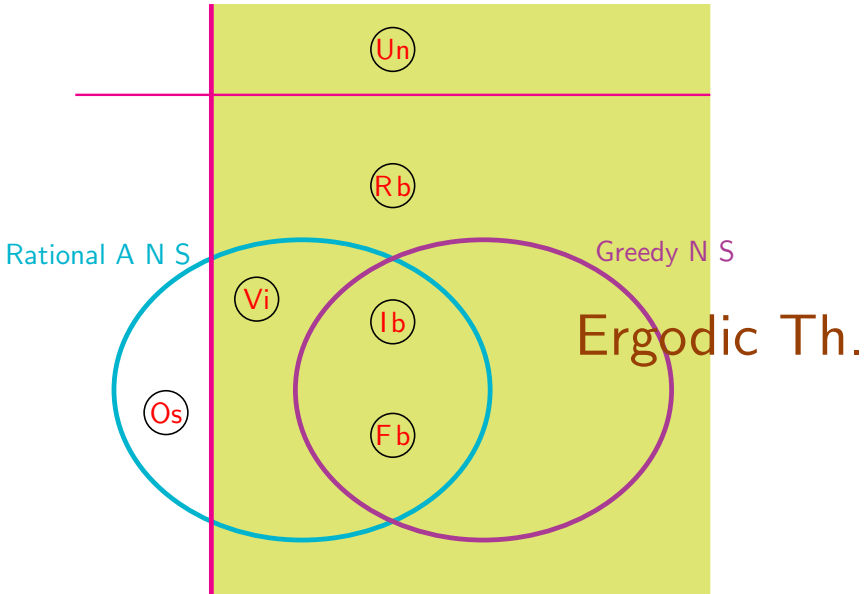 Un
Rb
Rational A N S
Greedy N S
Vi
Ib
Ergodic Th.
Os
Fb